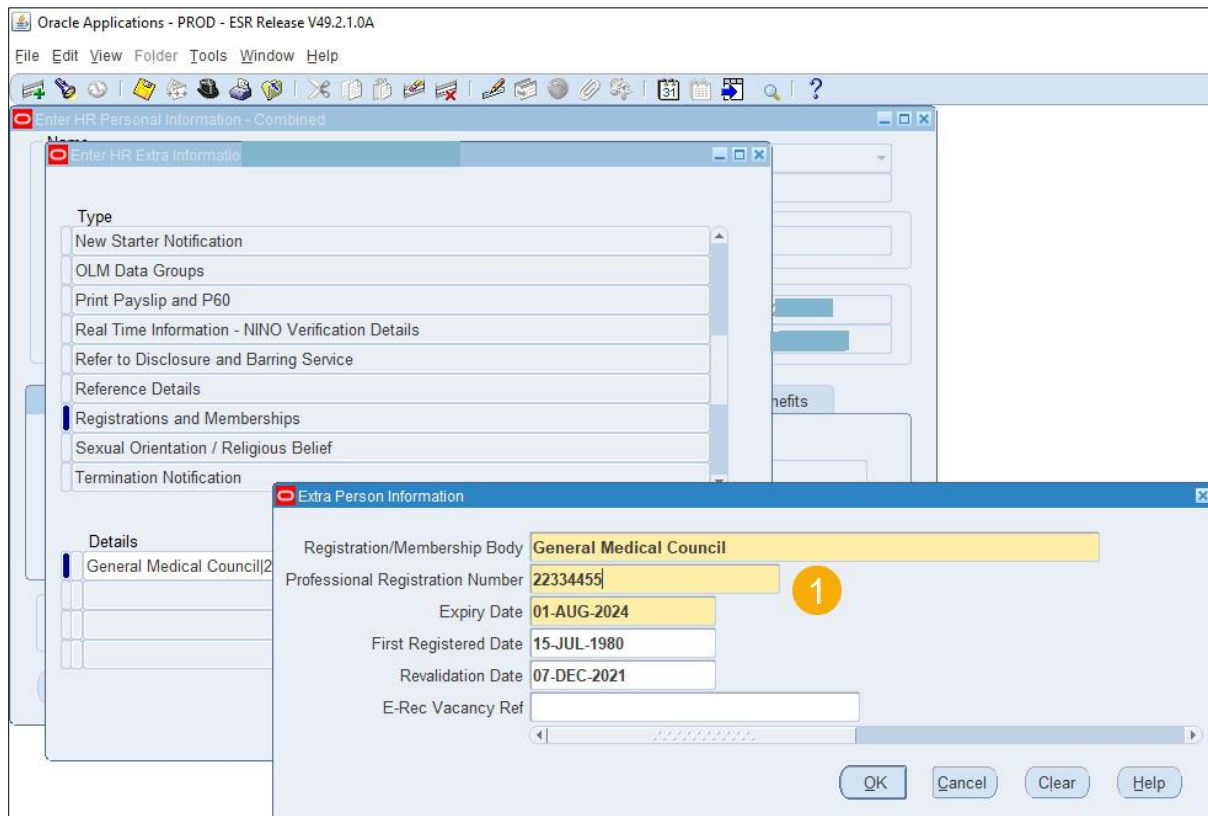 Oracle Applications - PROD - ESR Release V49.2.1.0A
File Edit View Folder Tools Window Help
Enter HR Personal Information - Combined
Name
Enter HR Extra Informatio
Type
New Starter Notification
OLM Data Groups
Print Payslip and P60
Real Time Information - NINO Verification Details
Refer to Disclosure and Barring Service
Reference Details
Registrations and Memberships
nefits
Sexual Orientation / Religious Belief
Termination Notification
Extra Person Information
Details
General Medical Council|2
Registration/Membership Body General Medical Council
Professional Registration Number 22334455
1
Expiry Date 01-AUG-2024
First Registered Date 15-JUL-1980
Revalidation Date 07-DEC-2021
E-Rec Vacancy Ref
OK Cancel Clear Help